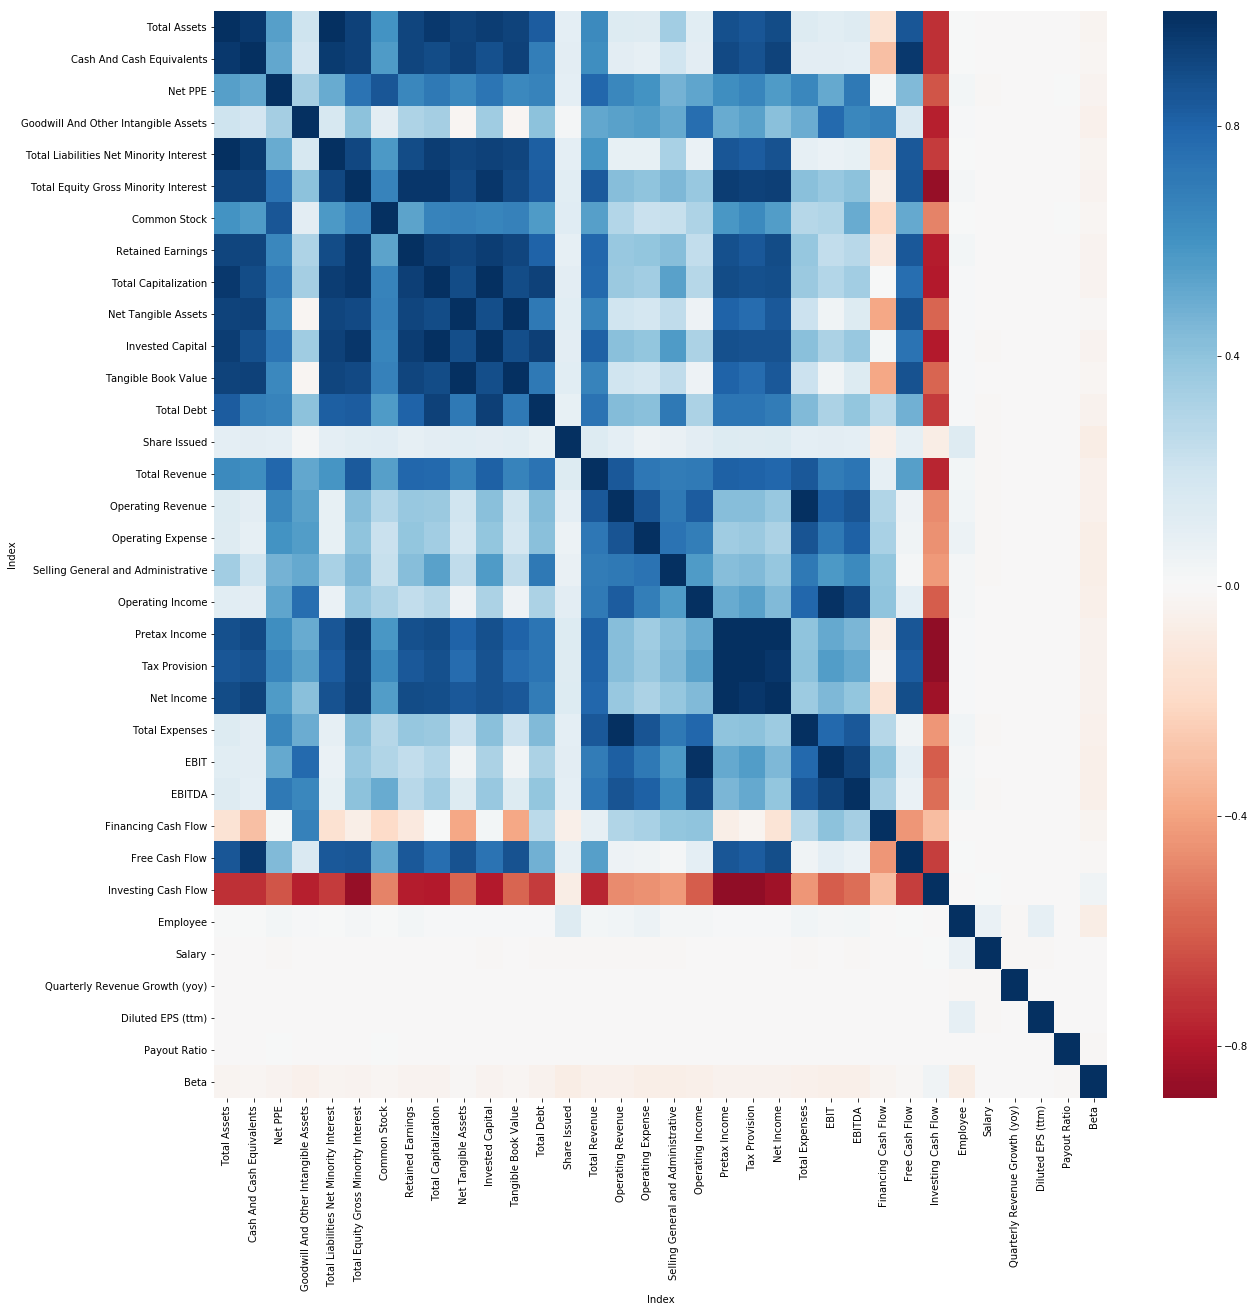 Total Assets
Cash And Cash Equivalents
Net PPE
Goodwill And Other Intangible Assets
Total Liabilities Net Minority Interest
Total Equity Gross Minority Interest
Common Stock
Retained Earnings
Total Capitalization
Net Tangible Assets
Invested Capital
Tangible Book Value
Total Debt
Share Issued
Total Revenue
Operating Revenue
Operating Expense
Selling General and Administrative
Operating Income
Pretax Income
Tax Provision
Net Income
Total Expenses
EBIT
EBITDA
Financing Cash Flow
Free Cash Flow
Investing Cash Flow
Employee
Salary
Quarterly Revenue Growth (yoy)
Diluted EPS (ttm)
Payout Ratio
Beta
Index
0.8
0.4
0.0
−0.4
−0.8
Total Assets
Cash And Cash Equivalents
Net PPE
Goodwill And Other Intangible Assets
Total Liabilities Net Minority Interest
Total Equity Gross Minority Interest
Common Stock
Retained Earnings
Total Capitalization
Net Tangible Assets
Invested Capital
Tangible Book Value
Total Debt
Share Issued
Total Revenue
Operating Revenue
Operating Expense
Selling General and Administrative
Operating Income
Pretax Income
Tax Provision
Net Income
Total Expenses
EBIT
EBITDA
Financing Cash Flow
Free Cash Flow
Investing Cash Flow
Employee
Salary
Quarterly Revenue Growth (yoy)
Diluted EPS (ttm)
Payout Ratio
Beta
Index